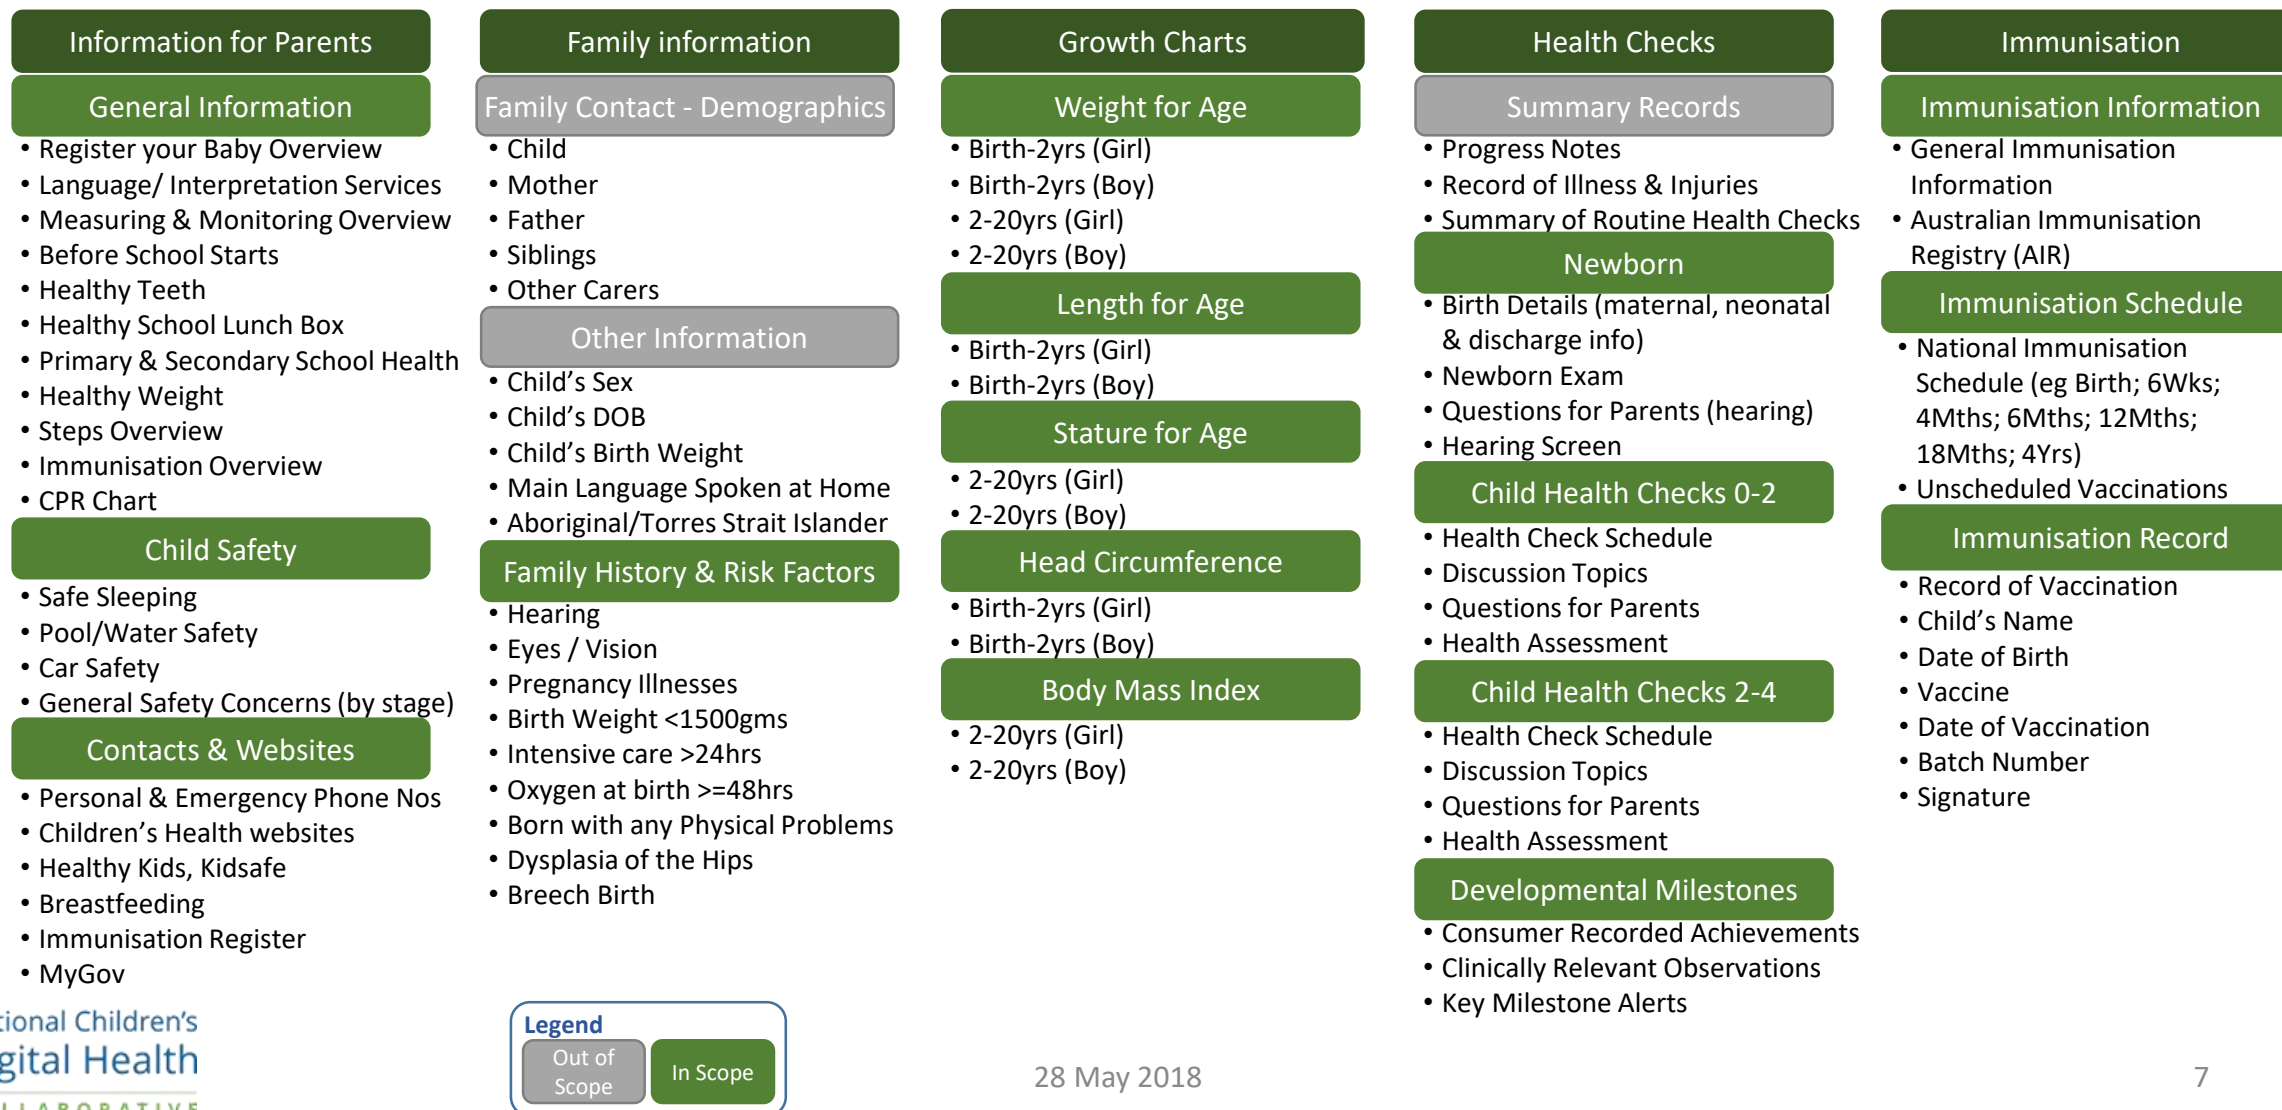 Information for Parents
General Information
• Register your Baby Overview
• Language/ Interpretation Services
• Measuring & Monitoring Overview
• Before School Starts
• Healthy Teeth
• Healthy School Lunch Box
• Primary & Secondary School Health
• Healthy Weight
• Steps Overview
• Immunisation Overview
• CPR Chart
Child Safety
• Safe Sleeping
• Pool/Water Safety
• Car Safety
• General Safety Concerns (by stage)
Contacts & Websites
• Personal & Emergency Phone Nos
• Children's Health websites
• Healthy Kids, Kidsafe
• Breastfeeding
• Immunisation Register
• MyGov
Family information
Family Contact - Demographics
• Child
• Mother
• Father
• Siblings
• Other Carers
Other Information
• Child's Sex
• Child's DOB
• Child's Birth Weight
• Main Language Spoken at Home
• Aboriginal/Torres Strait Islander
Family History & Risk Factors
• Hearing
• Eyes / Vision
• Pregnancy Illnesses
• Birth Weight <1500gms
• Intensive care >24hrs
• Oxygen at birth >=48hrs
• Born with any Physical Problems
• Dysplasia of the Hips
• Breech Birth
Growth Charts
Weight for Age
• Birth-2yrs (Girl)
• Birth-2yrs (Boy)
• 2-20yrs (Girl)
• 2-20yrs (Boy)
Length for Age
• Birth-2yrs (Girl)
• Birth-2yrs (Boy)
Stature for Age
• 2-20yrs (Girl)
• 2-20yrs (Boy)
Head Circumference
• Birth-2yrs (Girl)
• Birth-2yrs (Boy)
Body Mass Index
• 2-20yrs (Girl)
• 2-20yrs (Boy)
Health Checks
Summary Records
• Progress Notes
• Record of Illness & Injuries
• Summary of Routine Health Checks
Newborn
• Birth Details (maternal, neonatal
& discharge info)
• Newborn Exam
• Questions for Parents (hearing)
• Hearing Screen
Child Health Checks 0-2
• Health Check Schedule
• Discussion Topics
• Questions for Parents
• Health Assessment
Child Health Checks 2-4
• Health Check Schedule
• Discussion Topics
• Questions for Parents
• Health Assessment
Developmental Milestones
• Consumer Recorded Achievements
• Clinically Relevant Observations
• Key Milestone Alerts
Immunisation
Immunisation Information
• General Immunisation
Information
• Australian Immunisation
Registry (AIR)
Immunisation Schedule
• National Immunisation
Schedule (eg Birth; 6Wks;
4Mths; 6Mths; 12Mths;
18Mths; 4Yrs)
• Unscheduled Vaccinations
Immunisation Record
• Record of Vaccination
• Child's Name
• Date of Birth
• Vaccine
• Date of Vaccination
• Batch Number
• Signature
tional Children's
gital Health
Legend
Out of
Scope
In Scope
28 May 2018
7